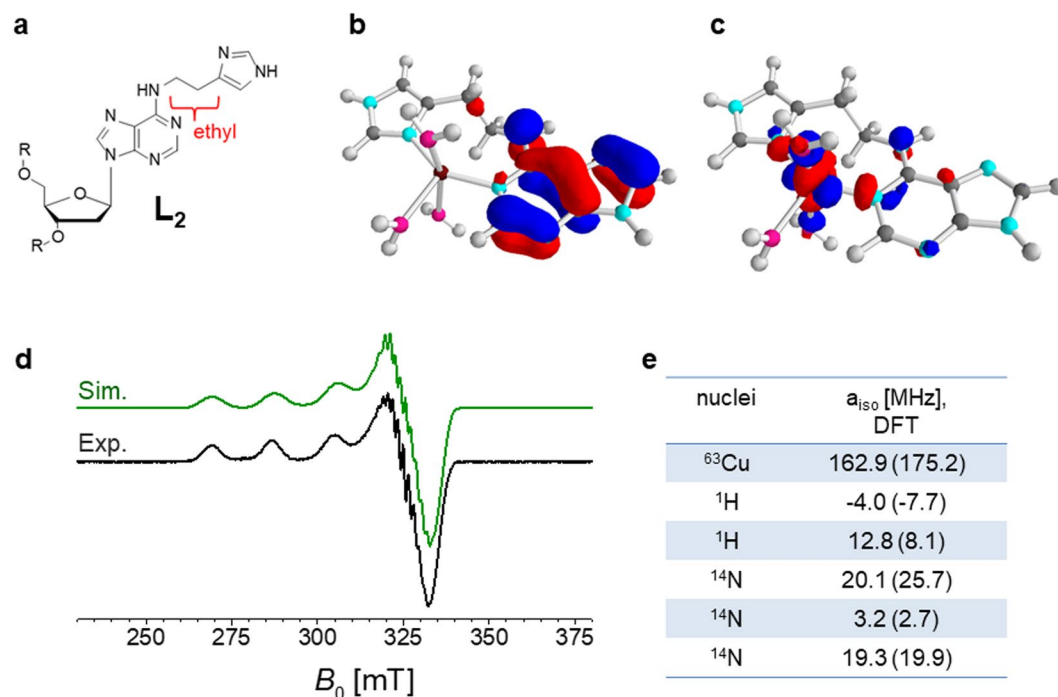 a
N
NH
HN
ethyl
N
N
N
N
R
O
O
R
O
L2
b
c
d
Sim.
Exp.
250 275 300 325 350 375
B0 [mT]
e
nuclei aiso [MHz],
DFT
63Cu 162.9 (175.2)
1H -4.0 (-7.7)
1H 12.8 (8.1)
14N 20.1 (25.7)
14N 3.2 (2.7)
14N 19.3 (19.9)